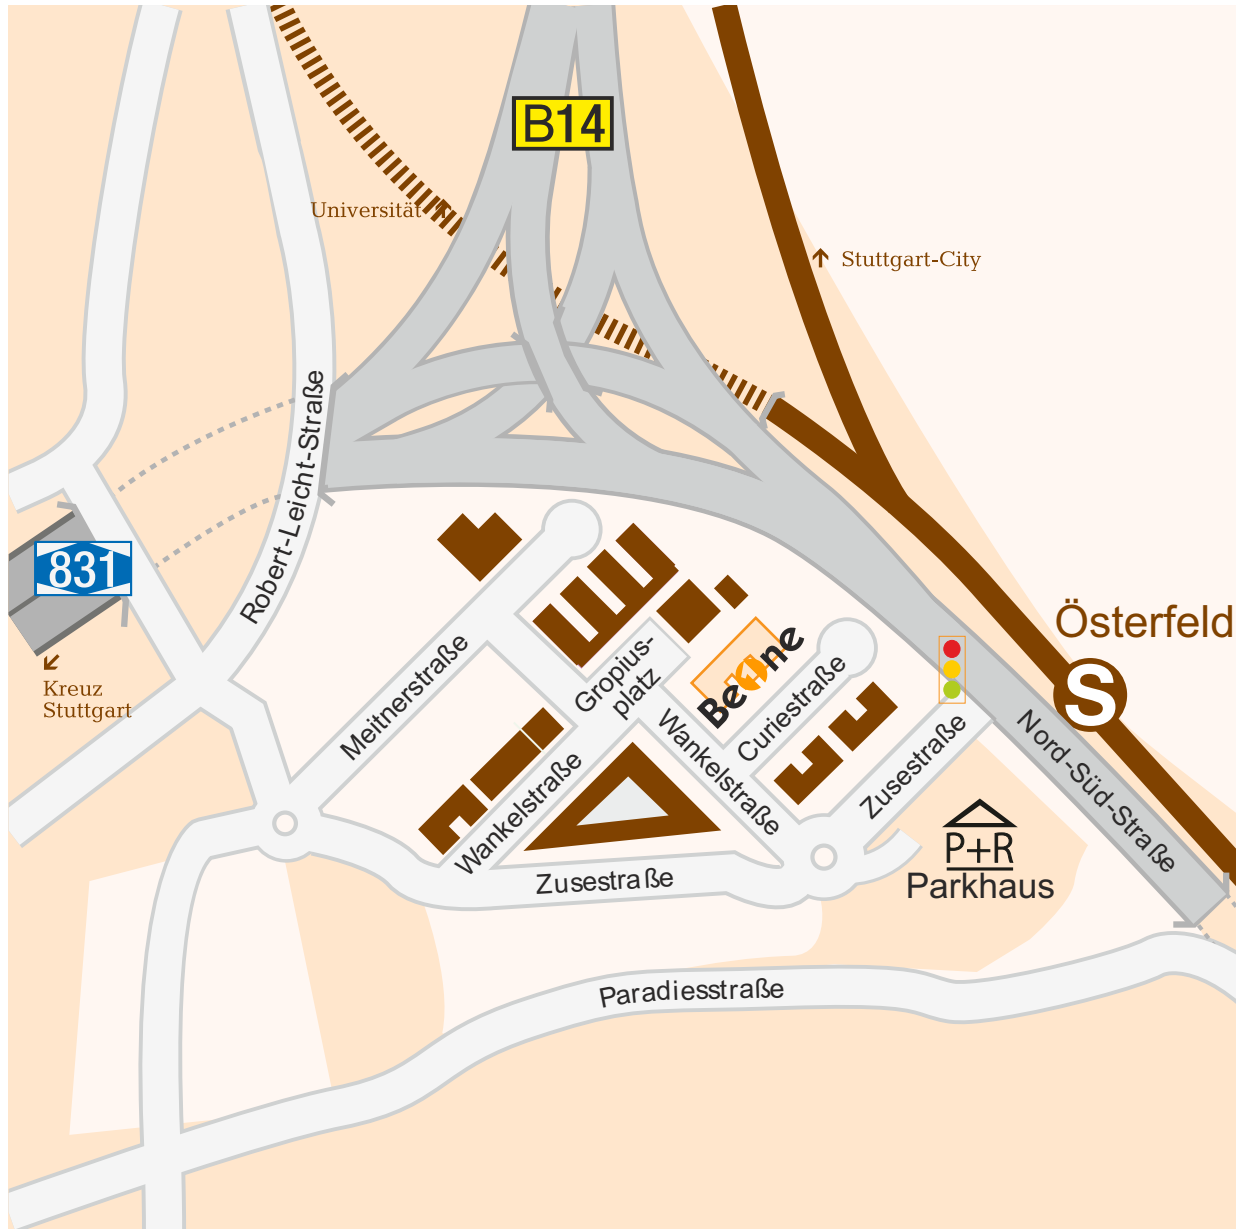 B14
Universität
Stuttgart-City
Robert-Leicht-Straße
831
Kreuz
Stuttgart
Österfeld
S
Meitnerstraße
Gropius-
platz
BeOne
Curiestraße
Wankelstraße
Wankelstraße
Zusestraße
Nord-Süd-Straße
Zusestraße
P+R
Parkhaus
Paradiesstraße